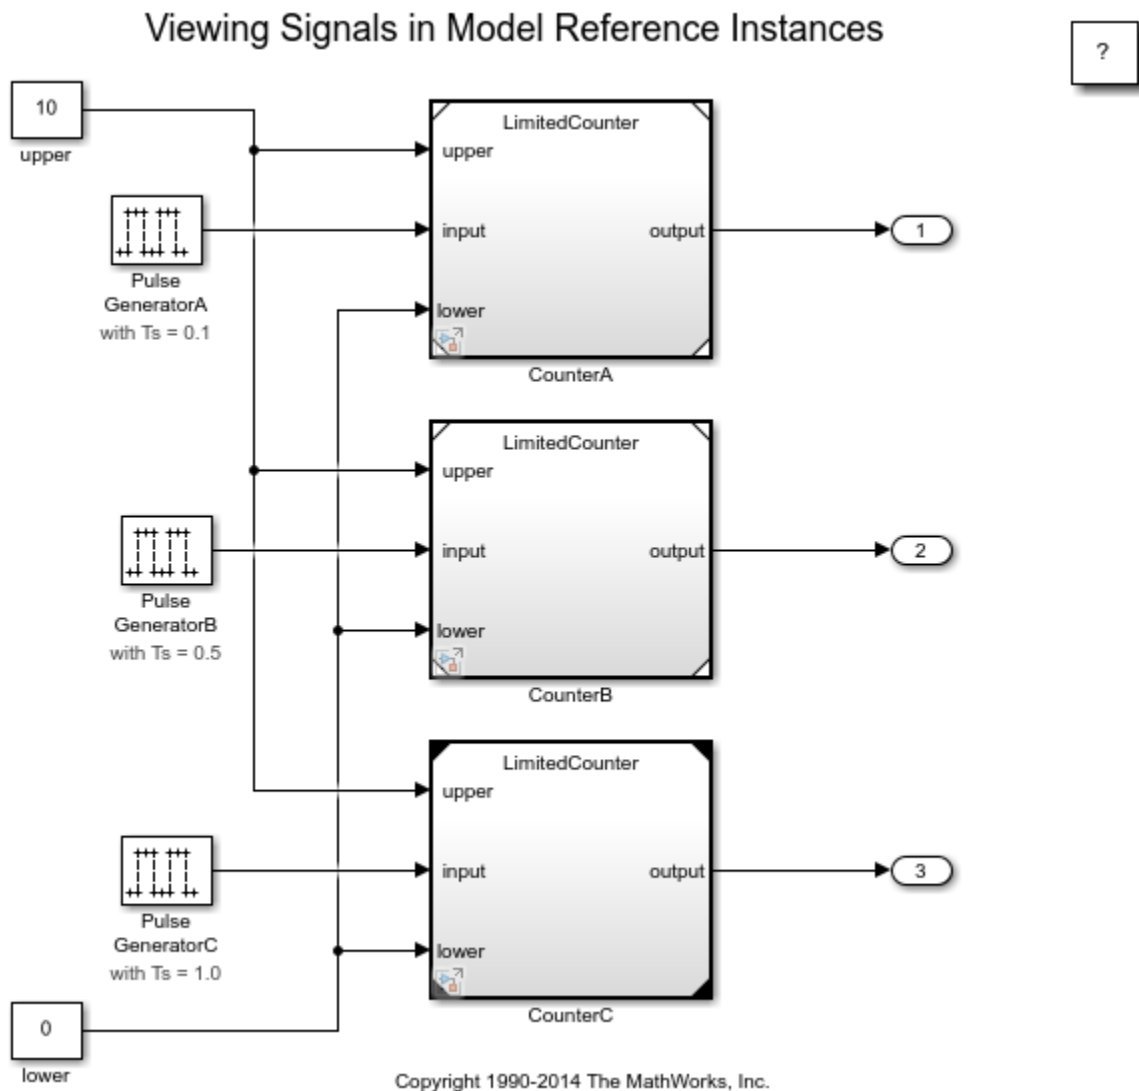 Viewing Signals in Model Reference Instances
?
10
upper
LimitedCounter
upper
input
output
lower
1
Pulse
GeneratorA
with Ts = 0.1
CounterA
LimitedCounter
upper
input
output
lower
2
Pulse
GeneratorB
with Ts = 0.5
CounterB
LimitedCounter
upper
input
output
lower
3
Pulse
GeneratorC
with Ts = 1.0
CounterC
0
lower
Copyright 1990-2014 The MathWorks, Inc.